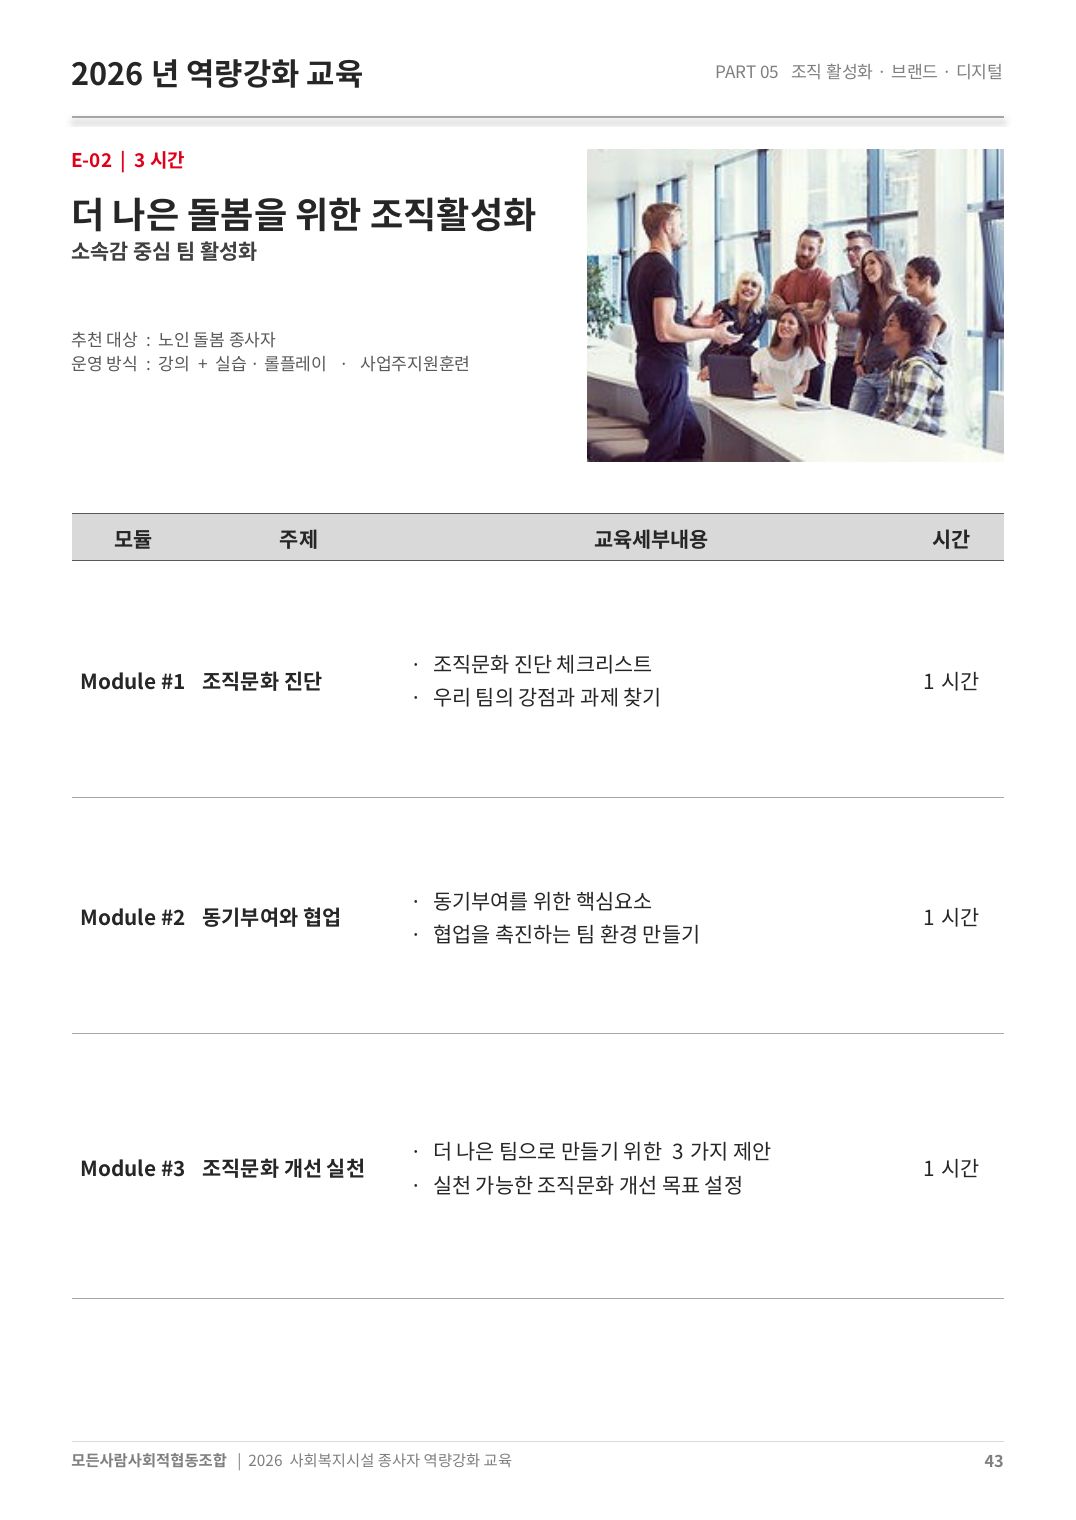 2026 년 역량강화 교육
PART 05 조직 활성화 · 브랜드 · 디지털
E-02 | 3 시간
더 나은 돌봄을 위한 조직활성화
소속감 중심 팀 활성화
추천 대상 : 노인 돌봄 종사자
운영 방식 : 강의 + 실습 · 롤플레이 · 사업주지원훈련
모듈 주제 교육세부내용 시간
Module #1 조직문화 진단
· 조직문화 진단 체크리스트
· 우리 팀의 강점과 과제 찾기
1 시간
Module #2 동기부여와 협업
· 동기부여를 위한 핵심요소
· 협업을 촉진하는 팀 환경 만들기
1 시간
Module #3 조직문화 개선 실천
· 더 나은 팀으로 만들기 위한 3 가지 제안
· 실천 가능한 조직문화 개선 목표 설정
1 시간
모든사람사회적협동조합 | 2026 사회복지시설 종사자 역량강화 교육
43